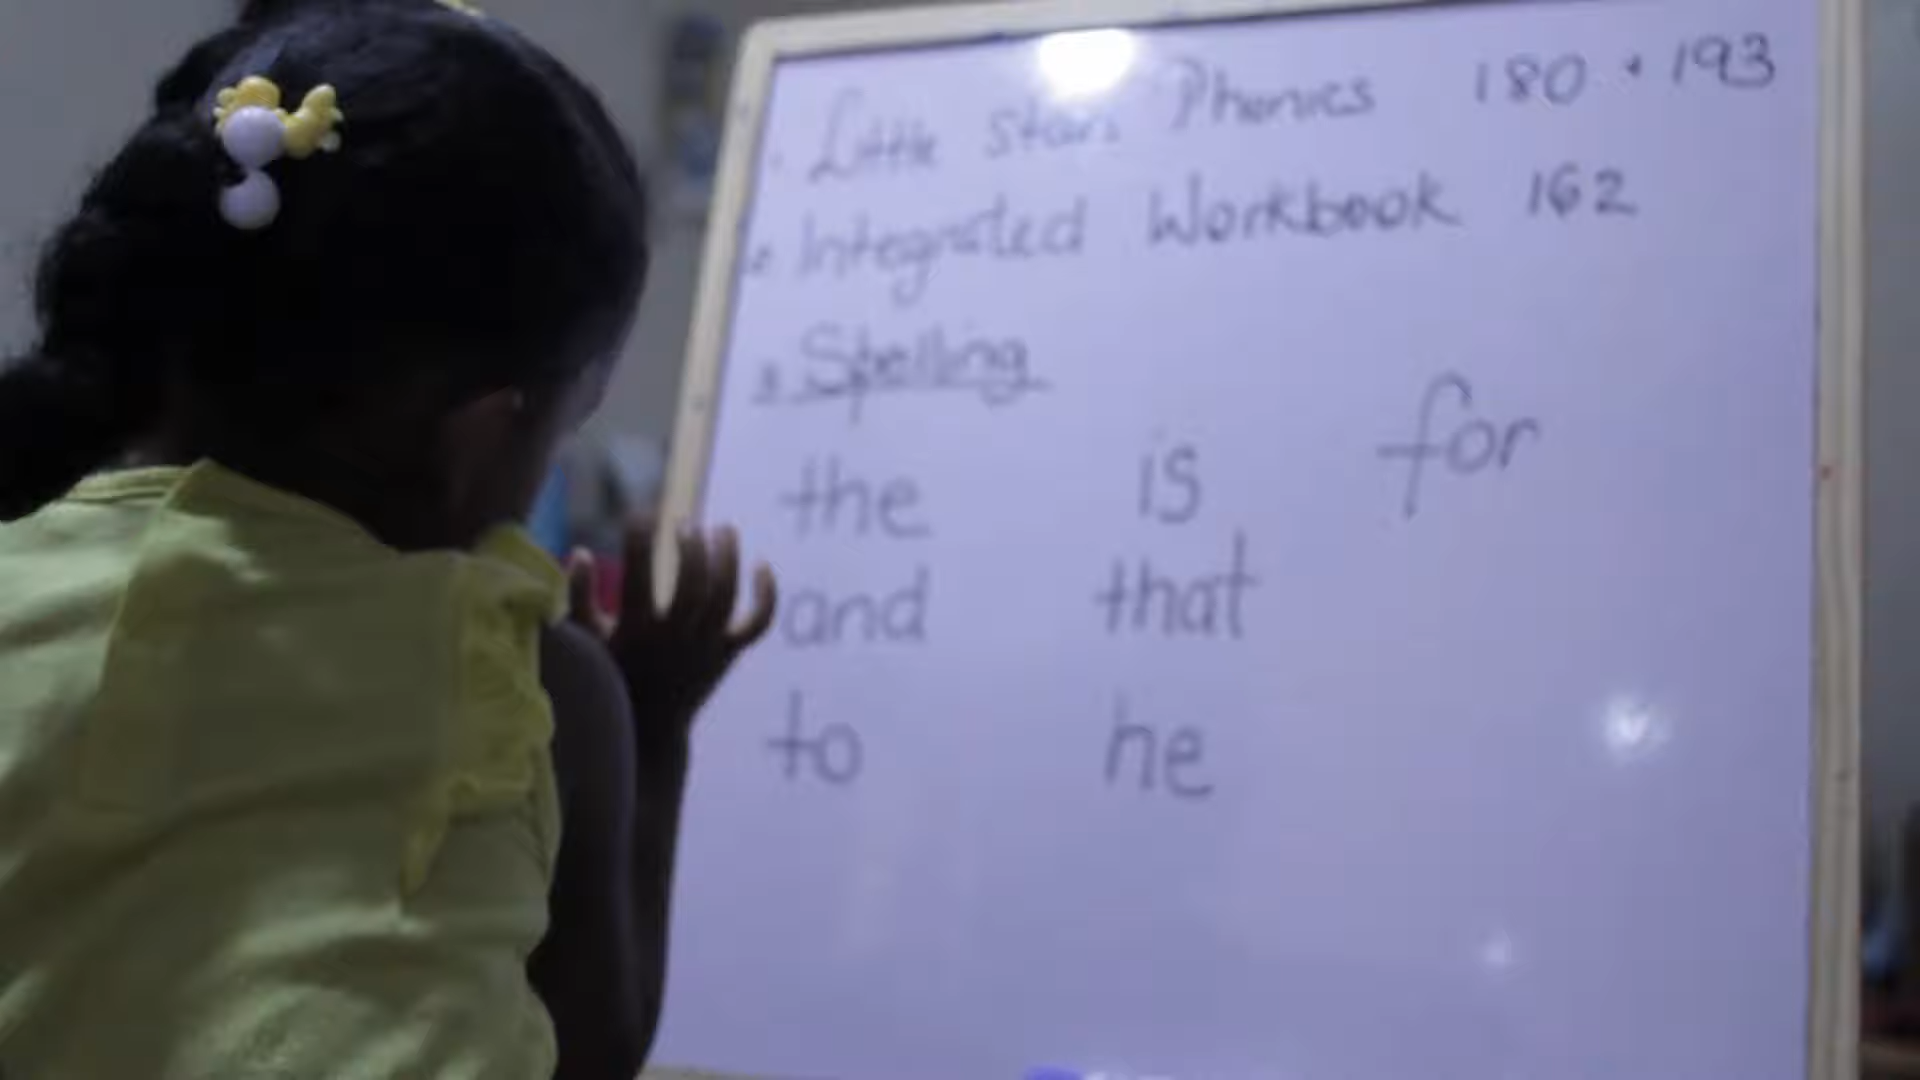 Little Stars Phonics 180 + 193
Integrated Workbook 162
Spelling
the is for
and that
to he